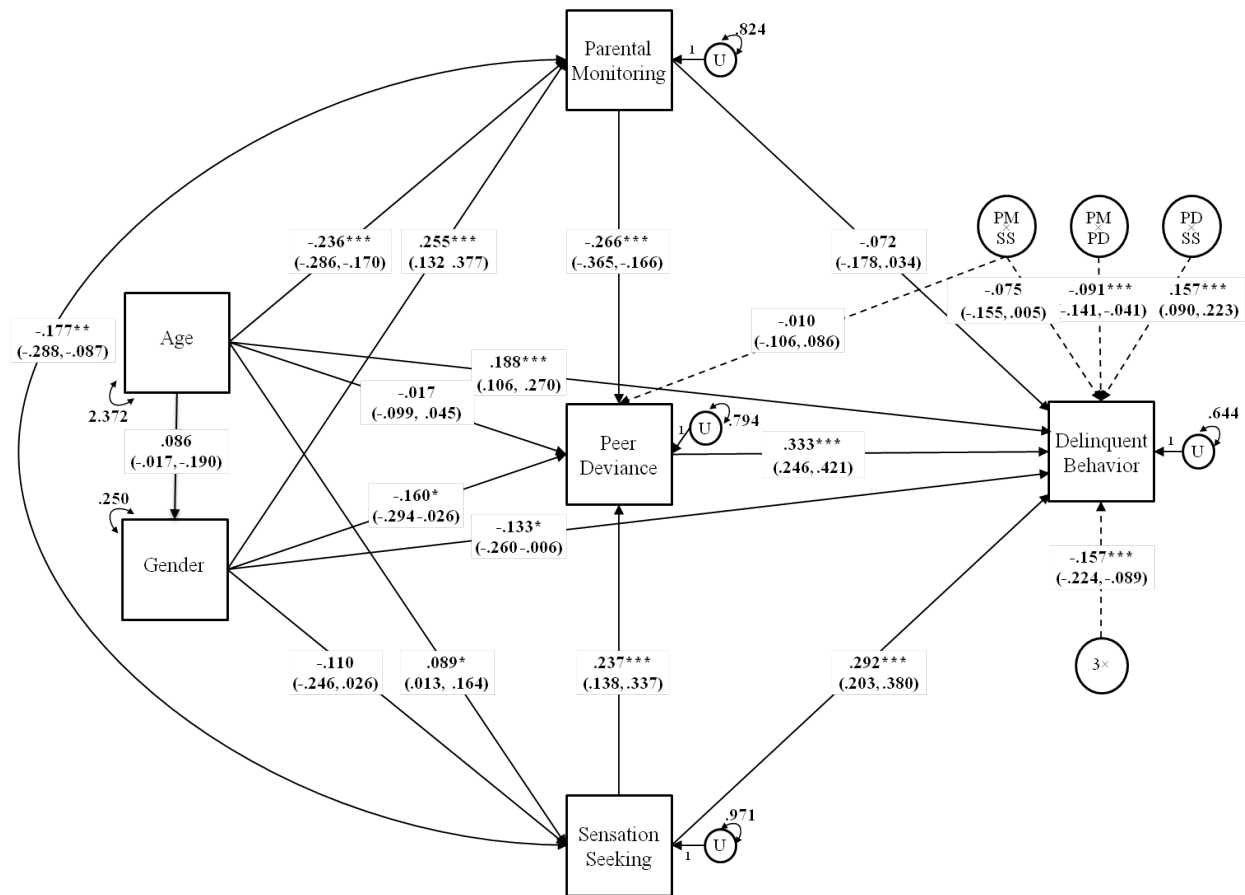 .824
Parental
Monitoring
1
U
PM
×
SS
PM
×
PD
PD
×
SS
-.236***
(-.286, -.170)
.255***
(.132 .377)
-.266***
(-.365, -.166)
-.072
(-.178, .034)
-.075
(-.155, .005)
-.091***
-.141, -.041)
.157***
(.090, .223)
-.177**
(-.288, -.087)
Age
-.010
(-.106, .086)
.188***
(.106, .270)
-.017
(-.099, .045)
2.372
.086
(-.017, -.190)
1
U
.794
Peer
Deviance
.333***
(.246, .421)
Delinquent
Behavior
.644
1
U
.250
Gender
-.160*
(-.294 -.026)
-.133*
(-.260 -.006)
-.157***
(-.224, -.089)
-.110
(-.246, .026)
.089*
(.013, .164)
.237***
(.138, .337)
.292***
(.203, .380)
3×
.971
Sensation
Seeking
1
U